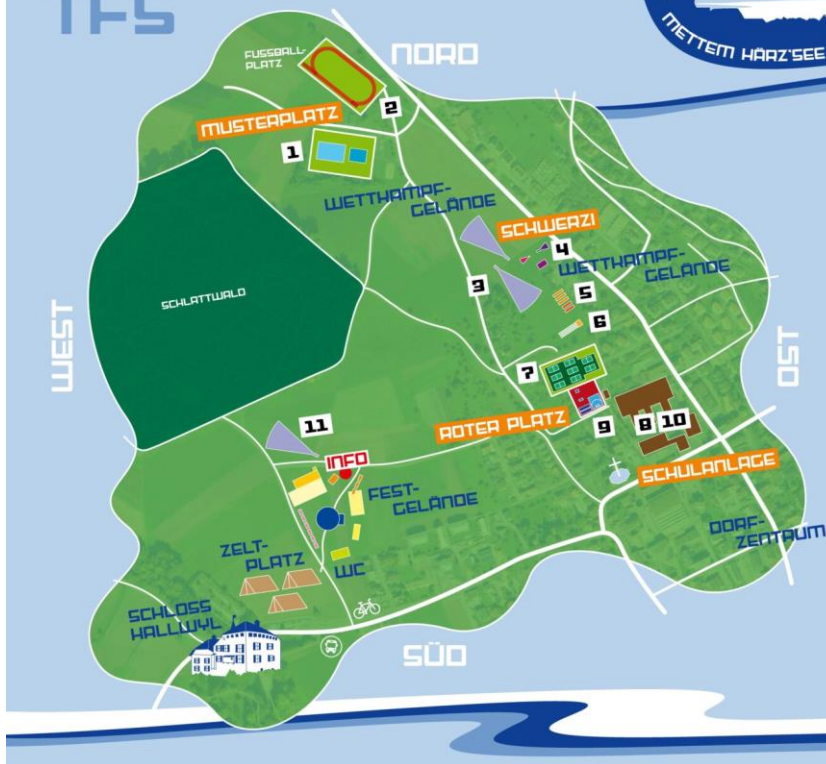 TFS
METTEM HÄRZ'SEE
NORD
FUSSBALL-
PLATZ
2
MUSTERPLATZ
1
WETTKAMPF-
GELÄNDE
SCHWERZI
4
WETTKAMPF-
GELÄNDE
3
5
SCHLATTWALD
6
WEST
OST
7
11
ROTER PLATZ
9
8
10
INFO
SCHULANLAGE
FEST-
GELÄNDE
DORF-
ZENTRUM
ZELT-
PLATZ
WC
SCHLOSS
HALLWYL
SÜD